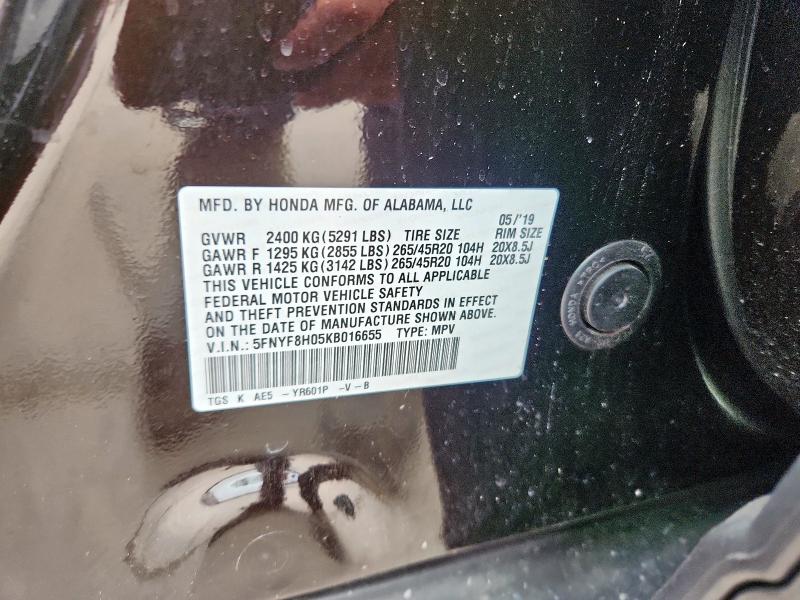 MFD. BY HONDA MFG. OF ALABAMA, LLC
05/'19
GVWR 2400 KG (5291 LBS) TIRE SIZE RIM SIZE
GAWR F 1295 KG (2855 LBS) 265/45R20 104H 20X8.5J
GAWR R 1425 KG (3142 LBS) 265/45R20 104H 20X8.5J
THIS VEHICLE CONFORMS TO ALL APPLICABLE
FEDERAL MOTOR VEHICLE SAFETY
AND THEFT PREVENTION STANDARDS IN EFFECT
ON THE DATE OF MANUFACTURE SHOWN ABOVE.
V.I.N.: 5FNYF8H05KB016655 TYPE: MPV
TGS K AE5 -YR601P -V-B
HONDA